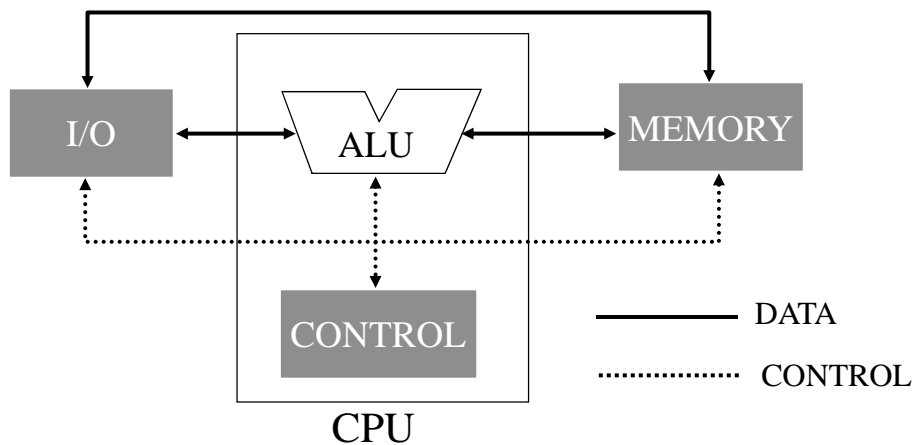 I/O
ALU
MEMORY
CONTROL
DATA
CONTROL
CPU